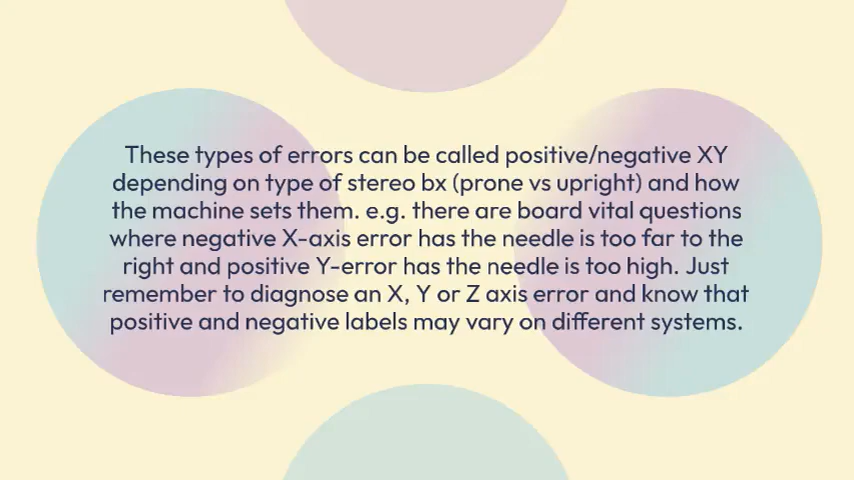 These types of errors can be called positive/negative XY
depending on type of stereo bx (prone vs upright) and how
the machine sets them. e.g. there are board vital questions
where negative X-axis error has the needle is too far to the
right and positive Y-error has the needle is too high. Just
remember to diagnose an X, Y or Z axis error and know that
positive and negative labels may vary on different systems.